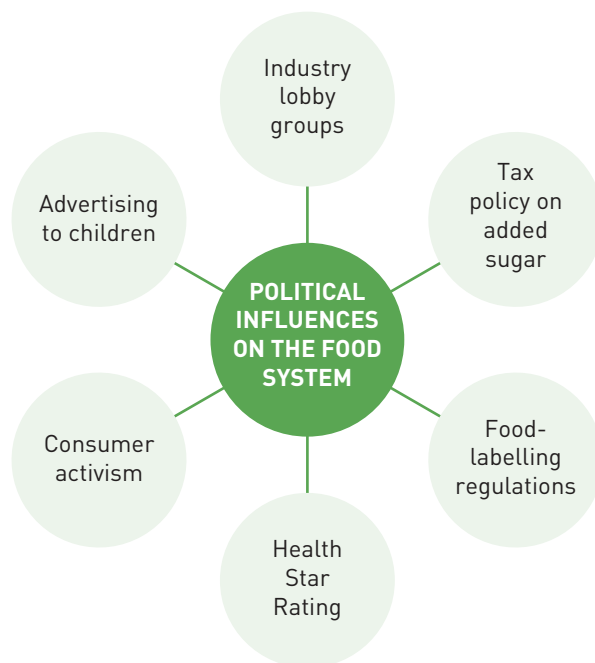 Industry
lobby
groups
Tax
policy on
added
sugar
Food-
labelling
regulations
Health
Star
Rating
Consumer
activism
Advertising
to children
POLITICAL
INFLUENCES
ON THE FOOD
SYSTEM